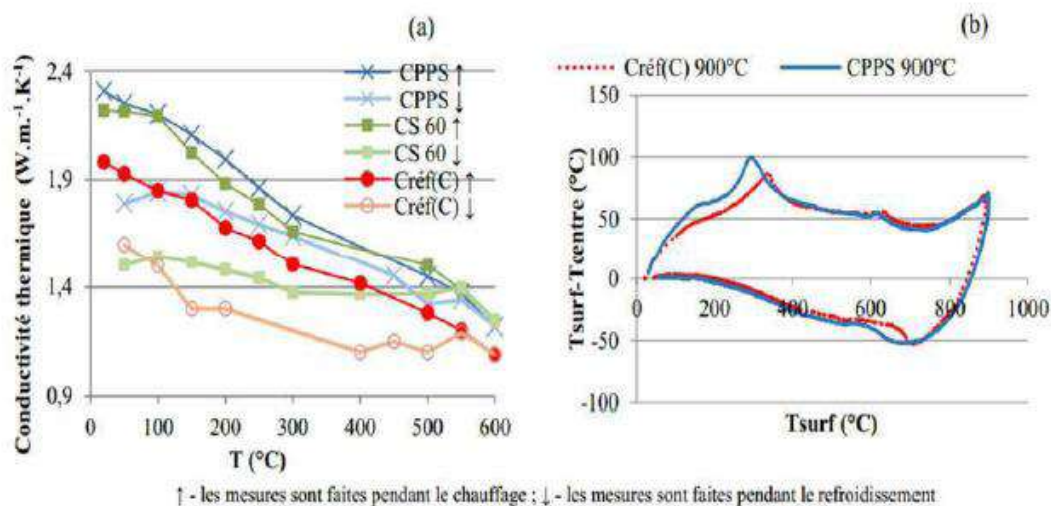 (a)
Conductivité thermique (W.m.⁻¹.K⁻¹)
2,4
1,9
1,4
0,9
0
100
200
300
400
500
600
T (°C)
CPPS ↑
CPPS ↓
CS 60 ↑
CS 60 ↓
Créf(C) ↑
Créf(C) ↓
(b)
Créf(C) 900°C
CPPS 900°C
Tsurf-Tcentre (°C)
150
100
50
0
-50
-100
0
200
400
600
800
1000
Tsurf (°C)
↑ - les mesures sont faites pendant le chauffage ; ↓ - les mesures sont faites pendant le refroidissement